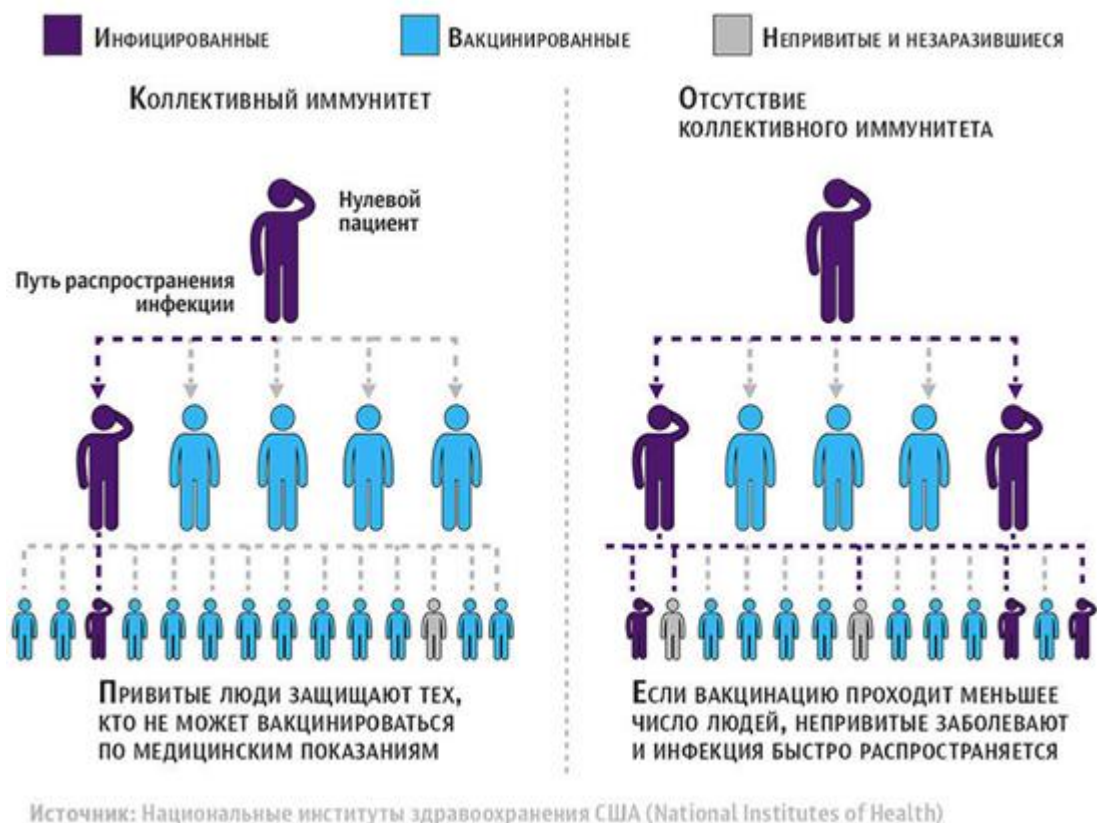 Инфицированные
Вакцинированные
Непривитые и незаразившиеся
Коллективный иммунитет
Нулевой
пациент
Путь распространения
инфекции
Привитые люди защищают тех,
кто не может вакцинироваться
по медицинским показаниям
Отсутствие
коллективного иммунитета
Если вакцинацию проходит меньшее
число людей, непривитые заболевают
и инфекция быстро распространяется
Источник: Национальные институты здравоохранения США (National Institutes of Health)